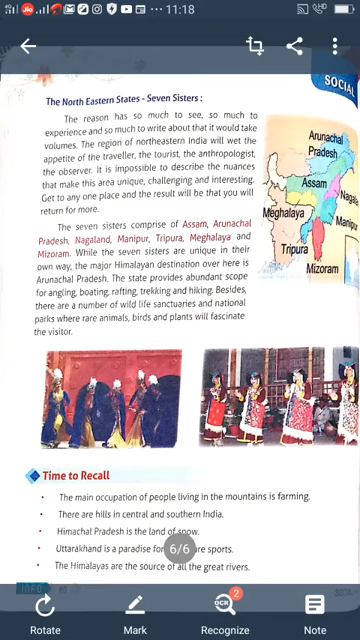 11:18
SOCIAL
The North Eastern States - Seven Sisters :
The reason has so much to see, so much to
experience and so much to write about that it would take
volumes. The region of northeastern India will wet the
appetite of the traveller, the tourist, the anthropologist,
the observer. It is impossible to describe the nuances
that make this area unique, challenging and interesting.
Get to any one place and the result will be that you will
return for more.
Arunachal
Pradesh
Assam
Nagala
Meghalaya
Manipu
Tripura
Mizoram
The seven sisters comprise of Assam, Arunachal
Pradesh, Nagaland, Manipur, Tripura, Meghalaya and
Mizoram. While the seven sisters are unique in their
own way, the major Himalayan destination over here is
Arunachal Pradesh. The state provides abundant scope
for angling, boating, rafting, trekking and hiking. Besides,
there are a number of wild life sanctuaries and national
parks where rare animals, birds and plants will fascinate
the visitor.
Time to Recall
• The main occupation of people living in the mountains is farming.
• There are hills in central and southern India.
• Himachal Pradesh is the land of snow.
• Uttarakhand is a paradise for re sports.
6/6
• The Himalayas are the source of all the great rivers.
Rotate
Mark
OCR
2
Recognize
Note